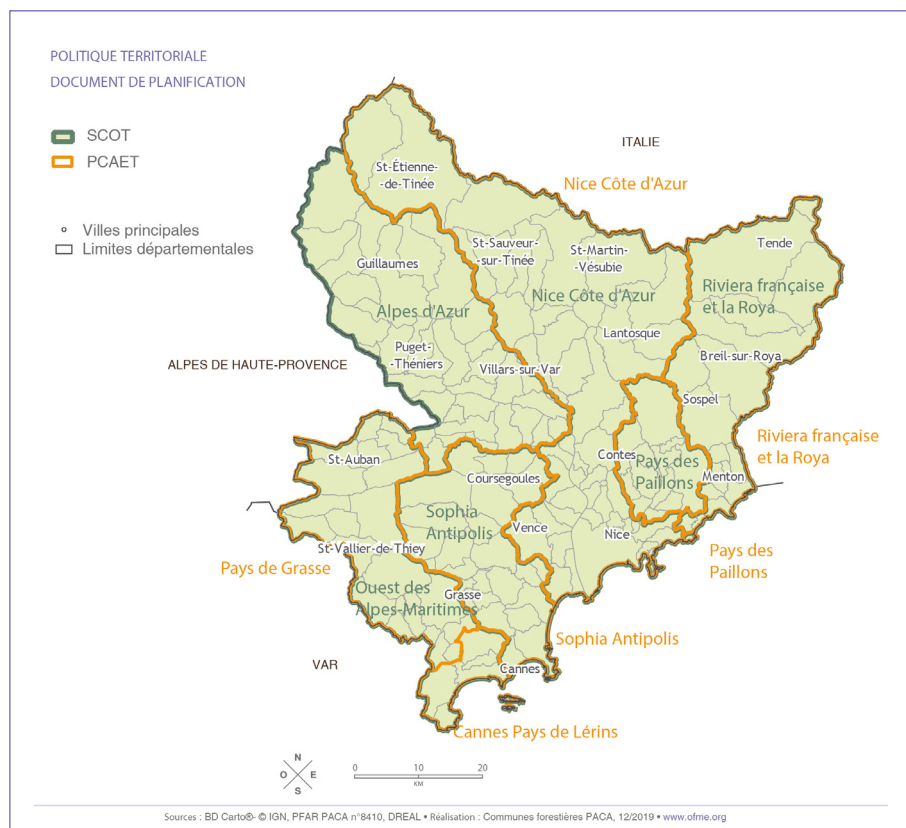 POLITIQUE TERRITORIALE
DOCUMENT DE PLANIFICATION
SCOT
PCAET
Villes principales
Limites départementales
ITALIE
Nice Côte d'Azur
St-Étienne-
-de-Tinée
St-Sauveur-
-sur-Tinée
St-Martin-
-Vésubie
Tende
Guillaumes
Nice Côte d'Azur
Riviera française
et la Roya
Alpes d'Azur
Lantosque
Puget-
-Théniers
Breil-sur-Roya
ALPES DE HAUTE-PROVENCE
Villars-sur-Var
Sospel
Riviera française
et la Roya
St-Auban
Contes
Pays des
Paillons
Menton
Coursegoules
Sophia
Antipolis
Vence
Nice
St-Vallier-de-Thiey
Pays de Grasse
Pays des
Paillons
Ouest des
Alpes-Maritimes
Grasse
Sophia Antipolis
VAR
Cannes
Cannes Pays de Lérins
N
O E
S
0 10 20
KM
Sources : BD Carto®- © IGN, PFAR PACA n°8410, DREAL • Réalisation : Communes forestières PACA, 12/2019 • www.ofme.org